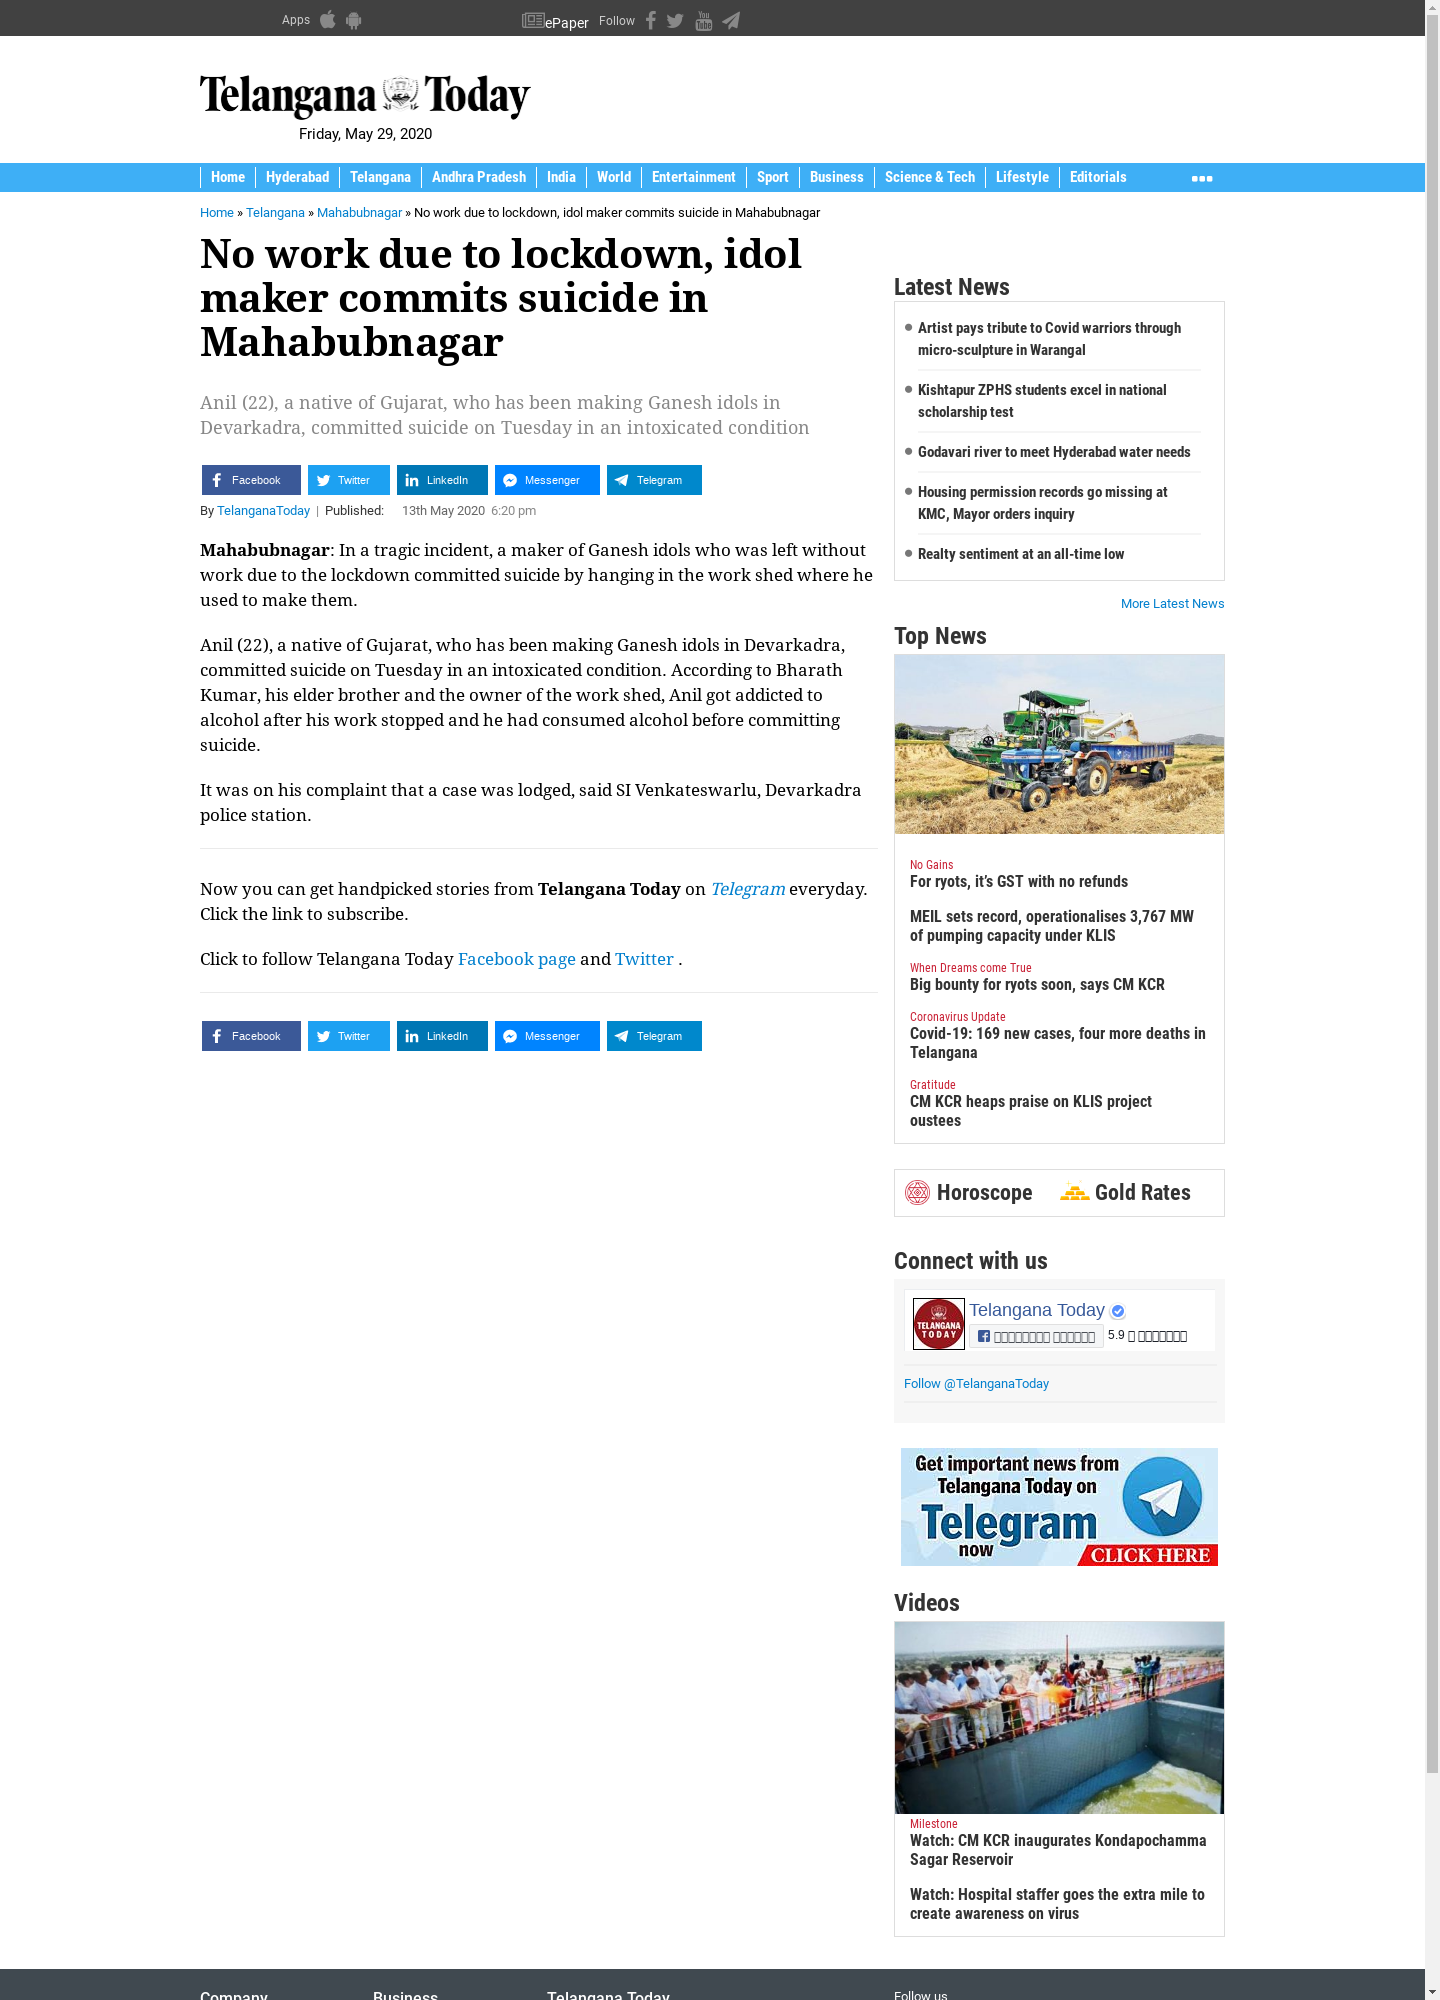 Apps ePaper Follow
Telangana Today
Friday, May 29, 2020
Home Hyderabad Telangana Andhra Pradesh India World Entertainment Sport Business Science & Tech Lifestyle Editorials
Home » Telangana » Mahabubnagar » No work due to lockdown, idol maker commits suicide in Mahabubnagar
No work due to lockdown, idol
maker commits suicide in
Mahabubnagar
Anil (22), a native of Gujarat, who has been making Ganesh idols in
Devarkadra, committed suicide on Tuesday in an intoxicated condition
Facebook Twitter LinkedIn Messenger Telegram
By TelanganaToday | Published: 13th May 2020 6:20 pm
Mahabubnagar: In a tragic incident, a maker of Ganesh idols who was left without
work due to the lockdown committed suicide by hanging in the work shed where he
used to make them.
Anil (22), a native of Gujarat, who has been making Ganesh idols in Devarkadra,
committed suicide on Tuesday in an intoxicated condition. According to Bharath
Kumar, his elder brother and the owner of the work shed, Anil got addicted to
alcohol after his work stopped and he had consumed alcohol before committing
suicide.
It was on his complaint that a case was lodged, said SI Venkateswarlu, Devarkadra
police station.
Now you can get handpicked stories from Telangana Today on Telegram everyday.
Click the link to subscribe.
Click to follow Telangana Today Facebook page and Twitter .
Facebook Twitter LinkedIn Messenger Telegram
Latest News
Artist pays tribute to Covid warriors through
micro-sculpture in Warangal
Kishtapur ZPHS students excel in national
scholarship test
Godavari river to meet Hyderabad water needs
Housing permission records go missing at
KMC, Mayor orders inquiry
Realty sentiment at an all-time low
More Latest News
Top News
No Gains
For ryots, it’s GST with no refunds
MEIL sets record, operationalises 3,767 MW
of pumping capacity under KLIS
When Dreams come True
Big bounty for ryots soon, says CM KCR
Coronavirus Update
Covid-19: 169 new cases, four more deaths in
Telangana
Gratitude
CM KCR heaps praise on KLIS project
oustees
Horoscope Gold Rates
Connect with us
TELANGANA
TODAY
Telangana Today
5.9
Follow @TelanganaToday
Get important news from
Telangana Today on
Telegram
now
CLICK HERE
Videos
Milestone
Watch: CM KCR inaugurates Kondapochamma
Sagar Reservoir
Watch: Hospital staffer goes the extra mile to
create awareness on virus
Company Business Telangana Today Follow us